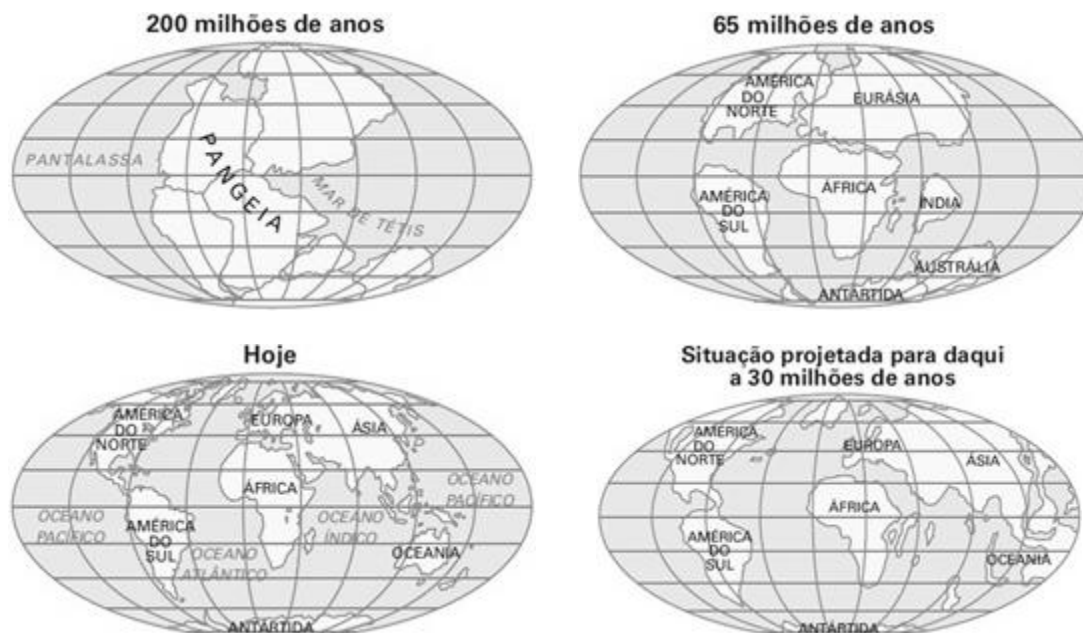 200 milhões de anos
PANTALASSA
PANGEIA
MAR DE TÉTIS
65 milhões de anos
AMÉRICA
DO
NORTE
EURÁSIA
AMÉRICA
DO
SUL
ÁFRICA
ÍNDIA
AUSTRÁLIA
ANTÁRTIDA
Hoje
AMÉRICA
DO
NORTE
EUROPA
ÁSIA
ÁFRICA
OCEANO
PACÍFICO
OCEANO
PACÍFICO
AMÉRICA
DO
SUL
OCEANO
ATLÂNTICO
OCEANO
ÍNDICO
OCEANIA
ANTÁRTIDA
Situação projetada para daqui
a 30 milhões de anos
AMÉRICA
DO
NORTE
EUROPA
ÁSIA
ÁFRICA
AMÉRICA
DO
SUL
OCEANIA
ANTÁRTIDA